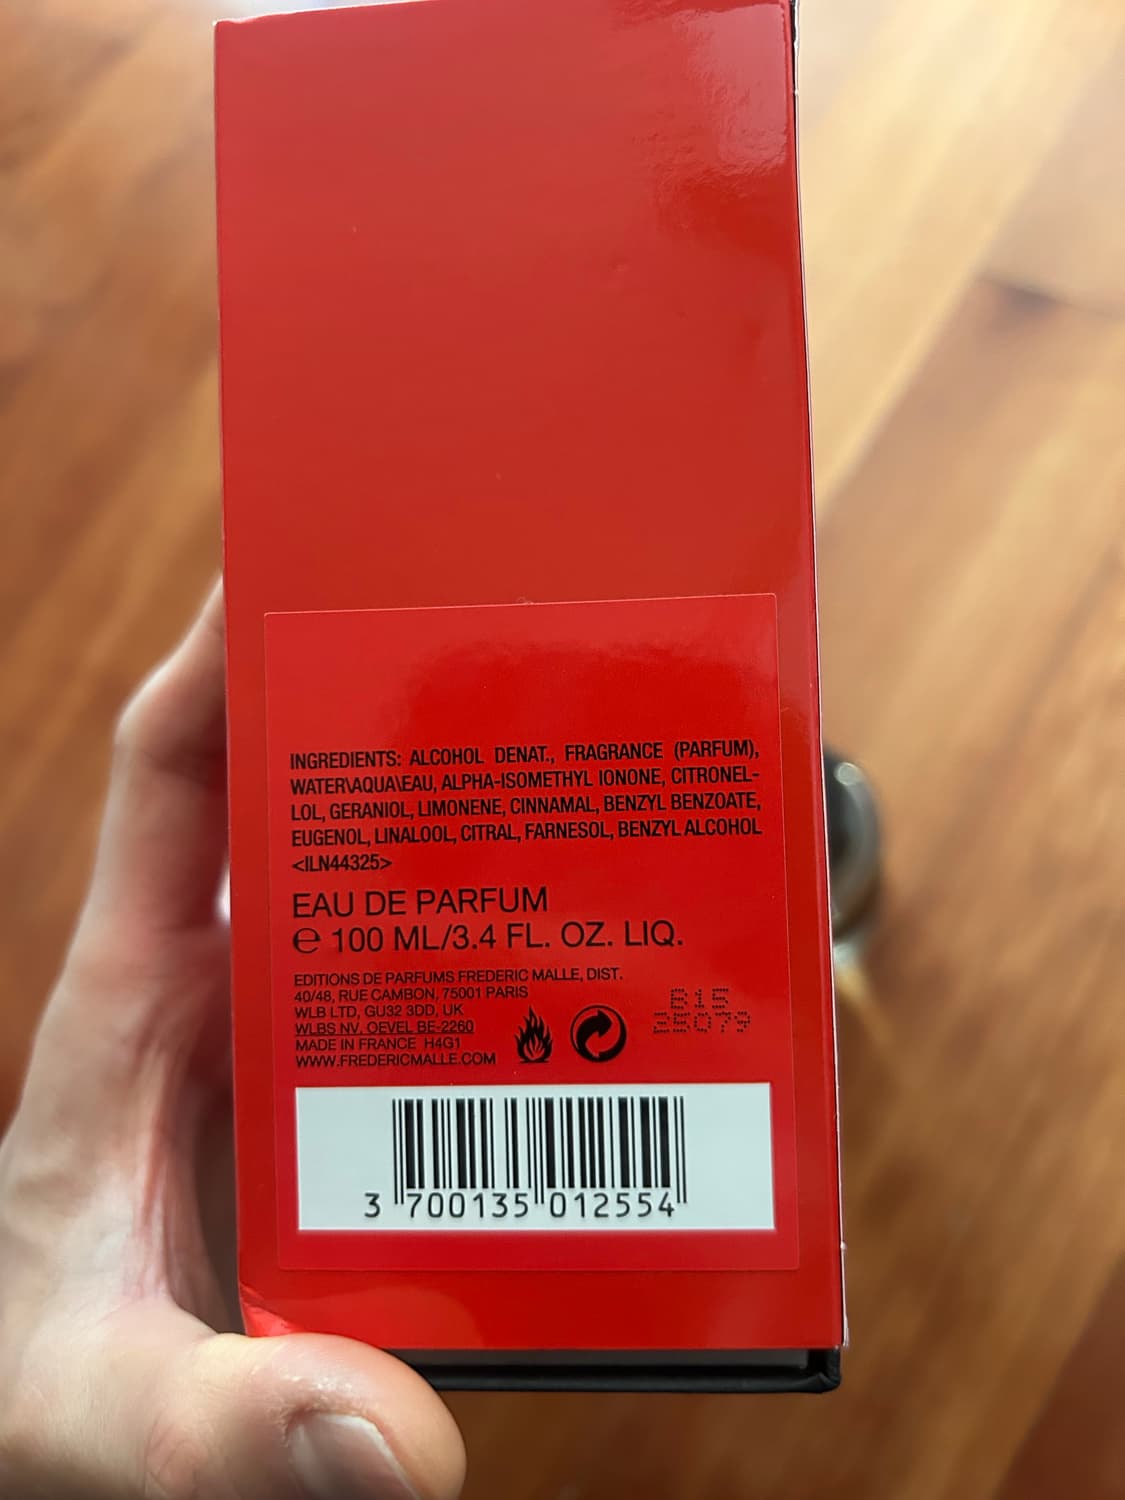 INGREDIENTS: ALCOHOL DENAT., FRAGRANCE (PARFUM),
WATER\AQUA\EAU, ALPHA-ISOMETHYL IONONE, CITRONEL-
LOL, GERANIOL, LIMONENE, CINNAMAL, BENZYL BENZOATE,
EUGENOL, LINALOOL, CITRAL, FARNESOL, BENZYL ALCOHOL
<ILN44325>
EAU DE PARFUM
℮ 100 ML/3.4 FL. OZ. LIQ.
EDITIONS DE PARFUMS FREDERIC MALLE, DIST.
40/48, RUE CAMBON, 75001 PARIS
WLB LTD, GU32 3DD, UK
WLBS NV. OEVEL BE-2260
MADE IN FRANCE H4G1
WWW.FREDERICMALLE.COM
B15
25079
3 700135 012554